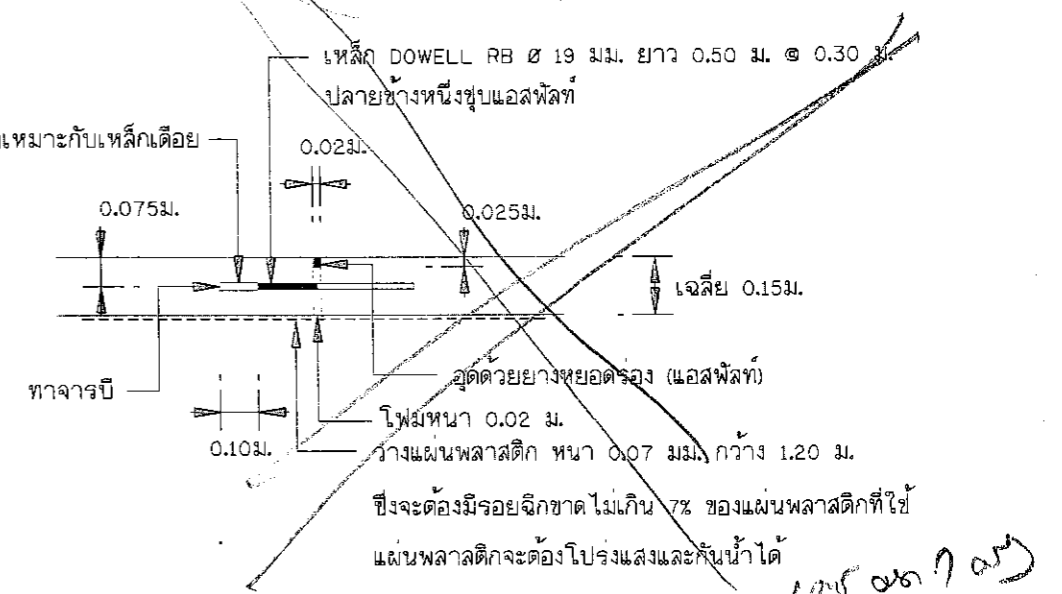 เหล็ก DOWELL RB Ø 19 มม. ยาว 0.50 ม. @ 0.30 ม.
ปลายข้างหนึ่งชุบแอสฟัลท์
เหมาะกับเหล็กเดือย
0.02ม.
0.075ม.
0.025ม.
เฉลี่ย 0.15ม.
อุดด้วยยางหยอดร่อง (แอสฟัลท์)
ทาจารบี
โฟมหนา 0.02 ม.
0.10ม.
วางแผ่นพลาสติก หนา 0.07 มม. กว้าง 1.20 ม.
ซึ่งจะต้องมีรอยฉีกขาดไม่เกิน 7% ของแผ่นพลาสติกที่ใช้
แผ่นพลาสติกจะต้องโปร่งแสงและกันน้ำได้